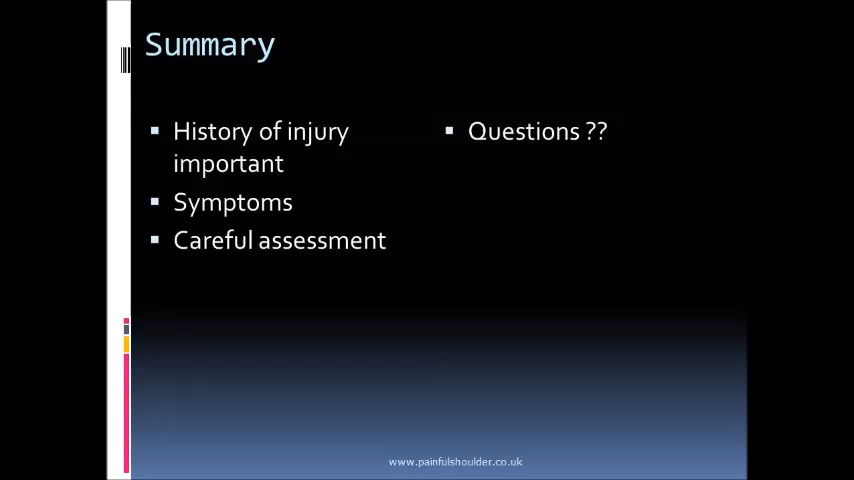 Summary
History of injury
important
Symptoms
Careful assessment
Questions ??
www.painfulshoulder.co.uk